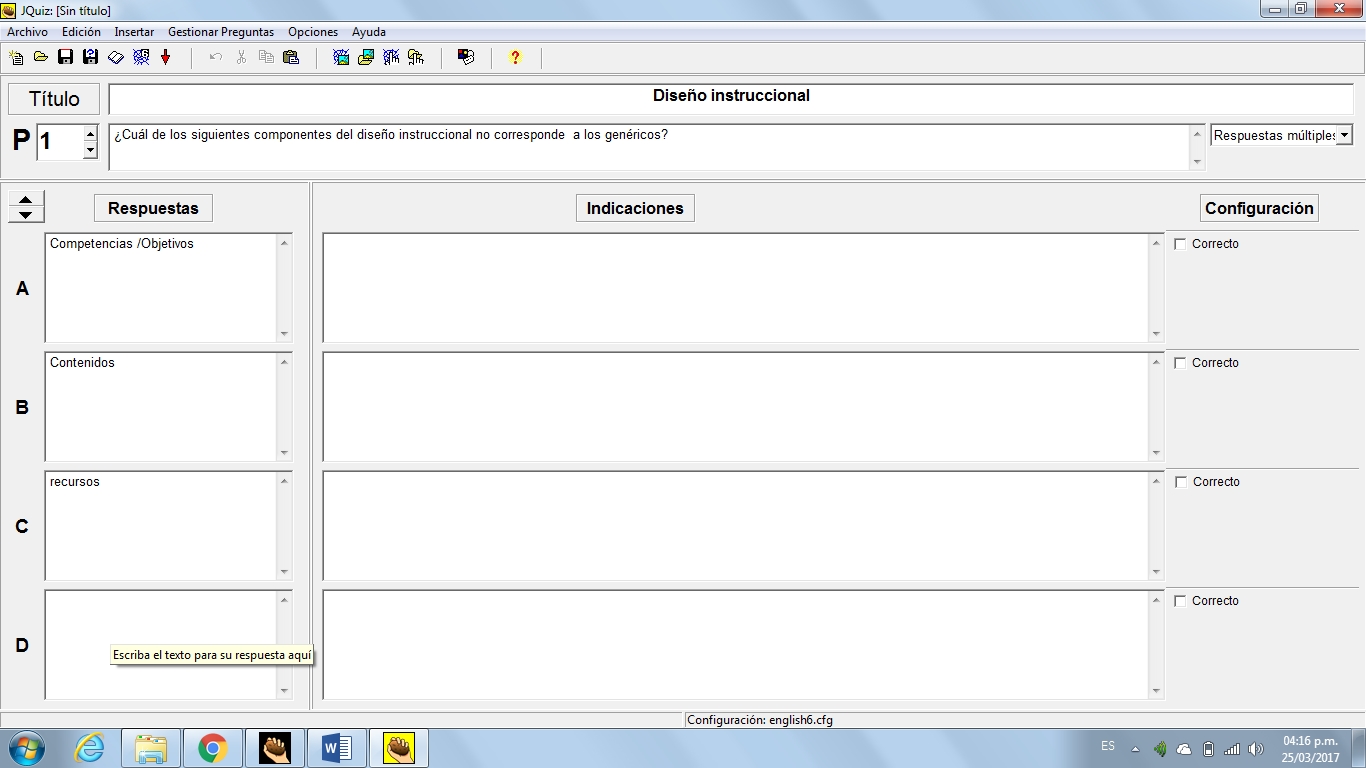 JQuiz: [Sin título]
Archivo Edición Insertar Gestionar Preguntas Opciones Ayuda
Título
Diseño instruccional
P 1
¿Cuál de los siguientes componentes del diseño instruccional no corresponde  a los genéricos?
Respuestas múltiples
Respuestas
Indicaciones
Configuración
A
Competencias /Objetivos
Correcto
B
Contenidos
Correcto
C
recursos
Correcto
D
Escriba el texto para su respuesta aquí
Correcto
Configuración: english6.cfg
ES
04:16 p.m.
25/03/2017